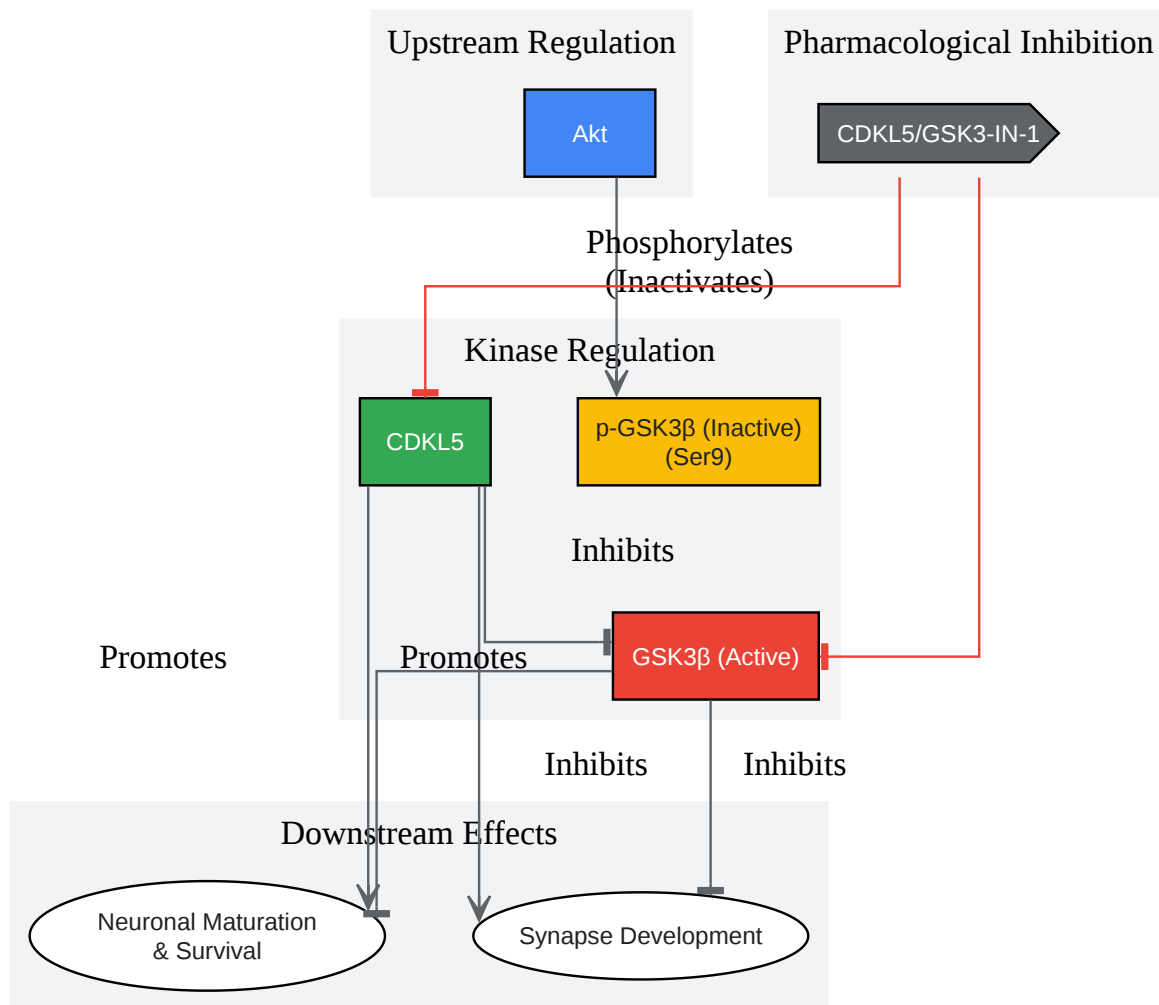 Upstream Regulation
Pharmacological Inhibition
Akt
CDKL5/GSK3-IN-1
Phosphorylates
(Inactivates)
Kinase Regulation
CDKL5
p-GSK3β (Inactive)
(Ser9)
Inhibits
Promotes
Promotes
GSK3β (Active)
Inhibits
Inhibits
Downstream Effects
Neuronal Maturation
& Survival
Synapse Development